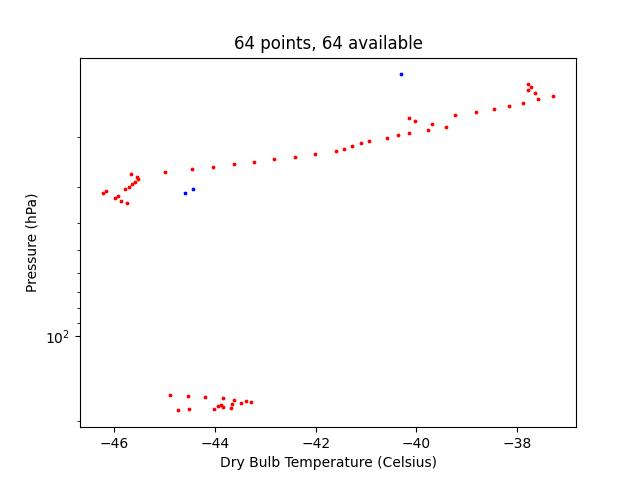 64 points, 64 available
Pressure (hPa)
10²
−46 −44 −42 −40 −38
Dry Bulb Temperature (Celsius)